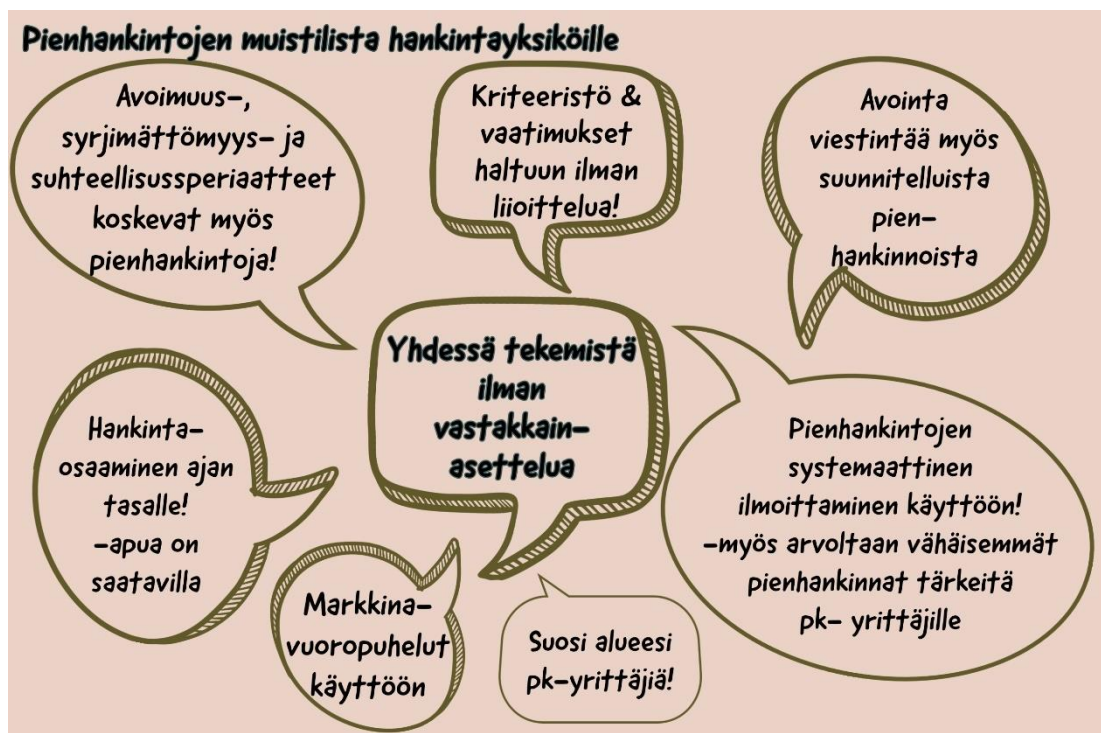 Pienhankintojen muistilista hankintayksiköille
Avoimuus-,
syrjimättömyys- ja
suhteellisussperiaatteet
koskevat myös
pienhankintoja!
Kriteeristö &
vaatimukset
haltuun ilman
liioittelua!
Avointa
viestintää myös
suunnitelluista
pien-
hankinnoista
Yhdessä tekemistä
ilman
vastakkain-
asettelua
Hankinta-
osaaminen ajan
tasalle!
-apua on
saatavilla
Pienhankintojen
systemaattinen
ilmoittaminen käyttöön!
-myös arvoltaan vähäisemmät
pienhankinnat tärkeitä
pk- yrittäjille
Markkina-
vuoropuhelut
käyttöön
Suosi alueesi
pk-yrittäjiä!